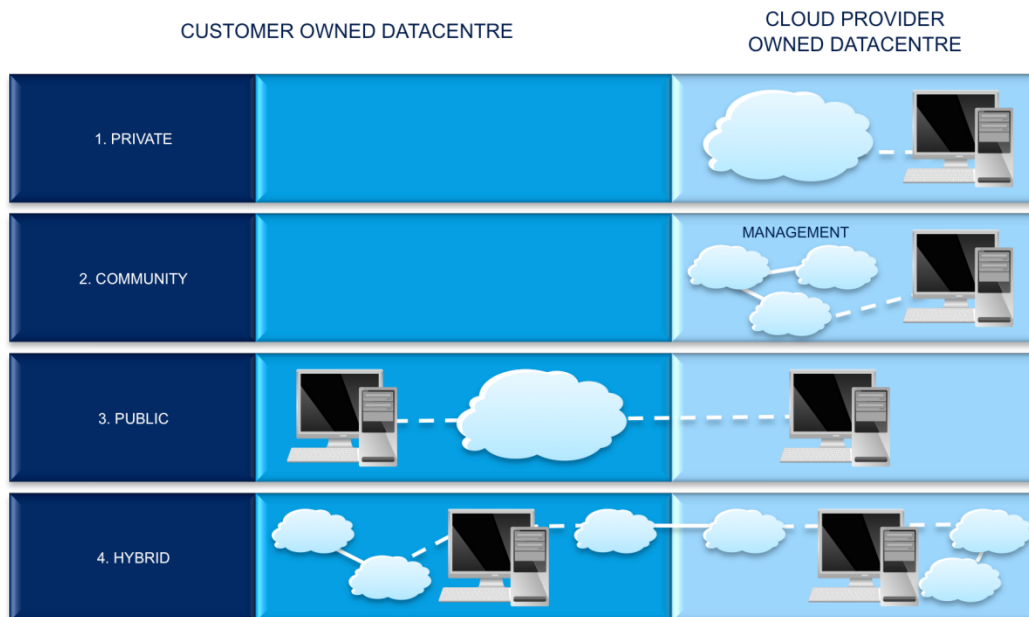 CUSTOMER OWNED DATACENTRE
CLOUD PROVIDER
OWNED DATACENTRE
1. PRIVATE
2. COMMUNITY
MANAGEMENT
3. PUBLIC
4. HYBRID